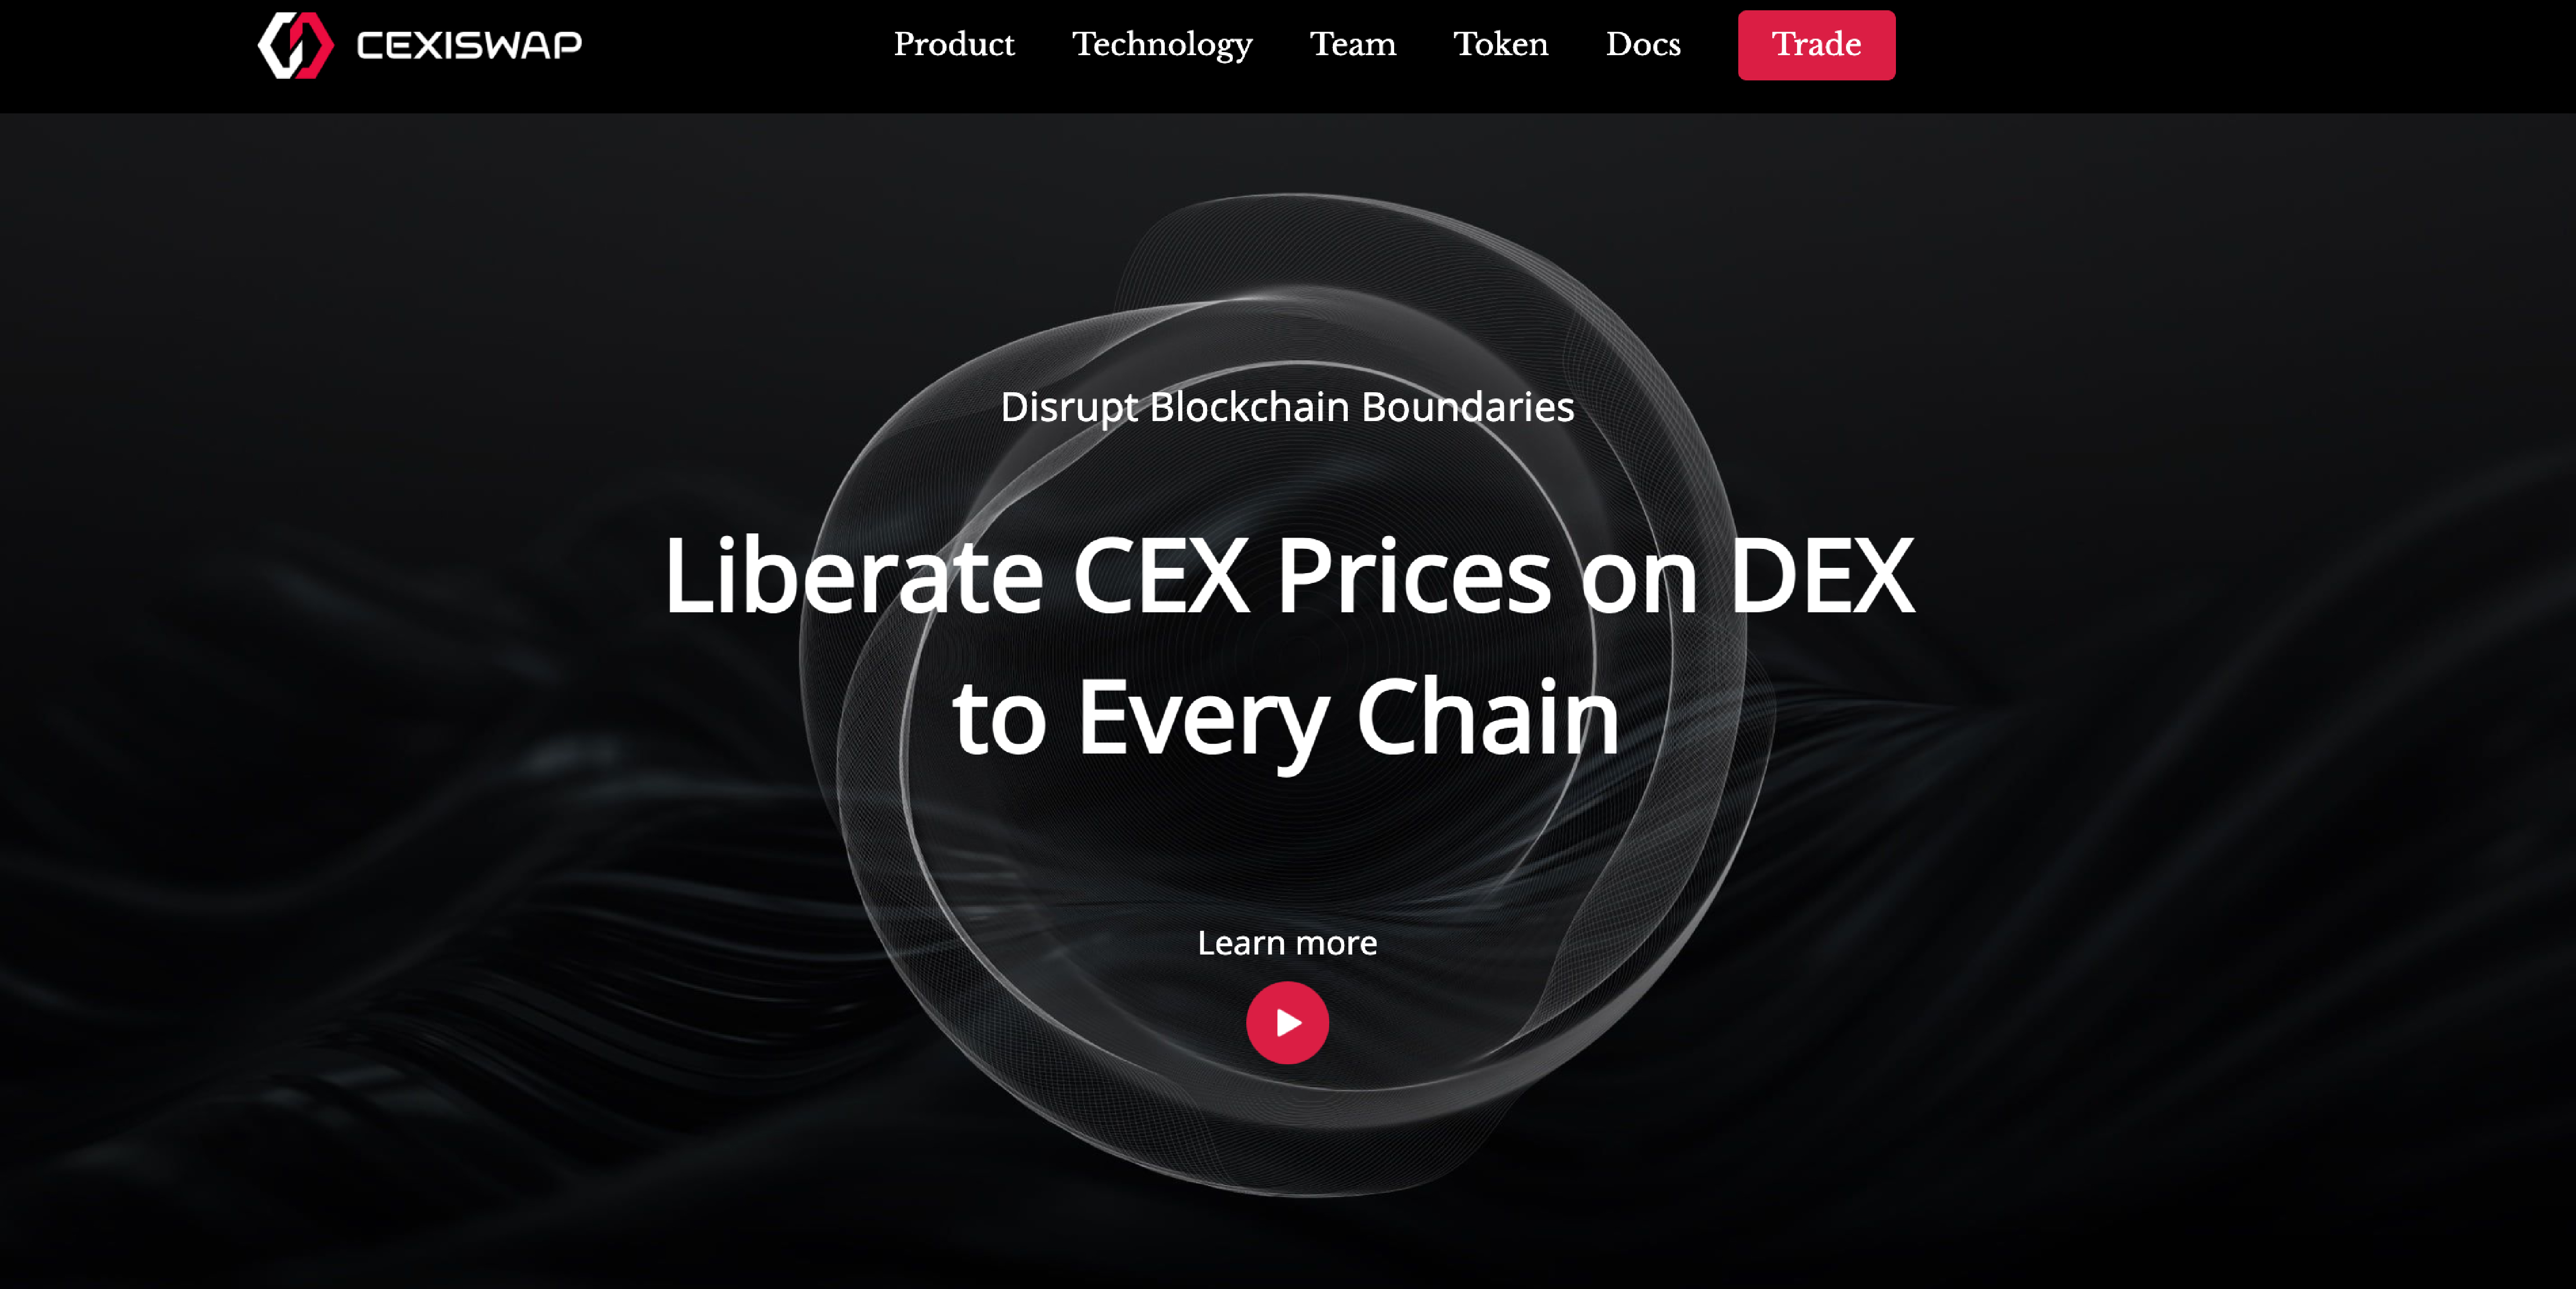 CEXISWAP
Product Technology Team Token Docs Trade
Disrupt Blockchain Boundaries
Liberate CEX Prices on DEX
to Every Chain
Learn more